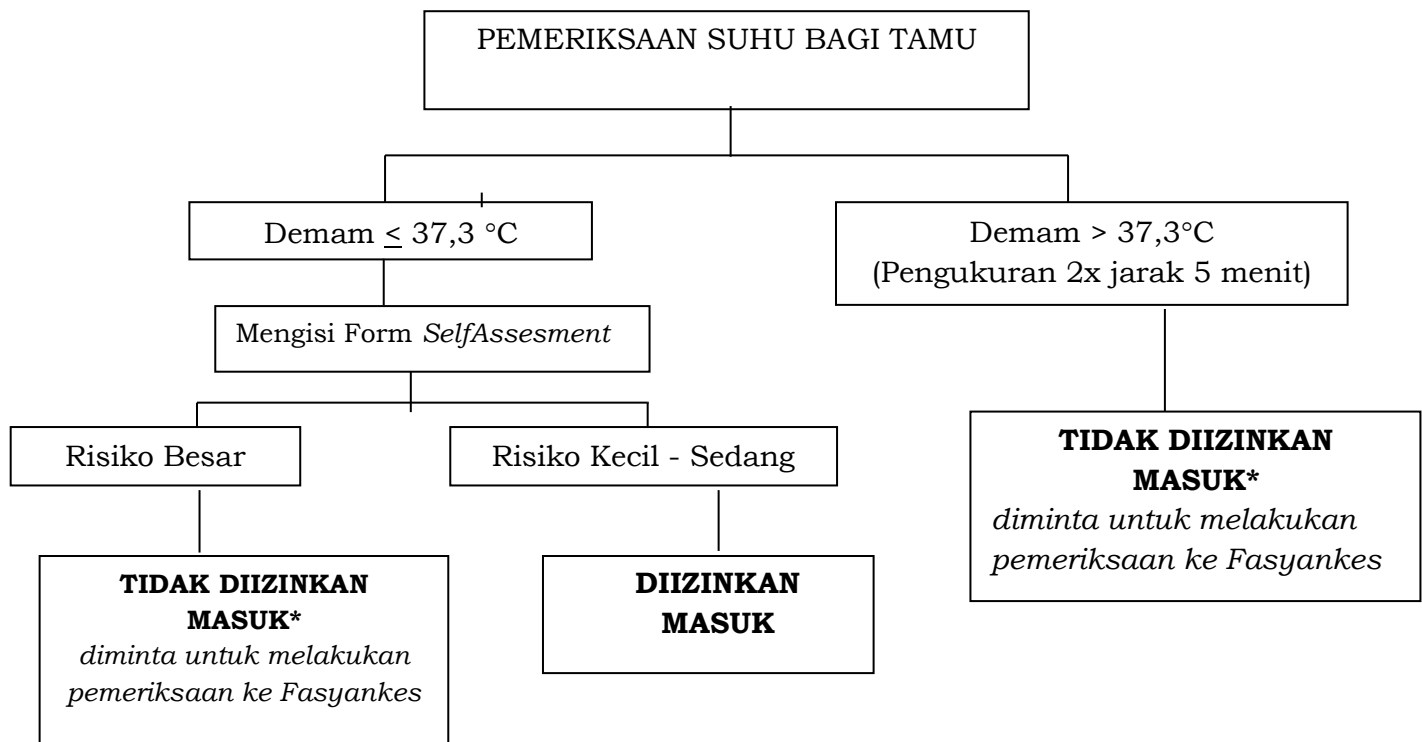 PEMERIKSAAN SUHU BAGI TAMU
Demam < 37,3 °C
Demam > 37,3°C
(Pengukuran 2x jarak 5 menit)
Mengisi Form SelfAssesment
Risiko Besar
Risiko Kecil - Sedang
TIDAK DIIZINKAN
MASUK*
diminta untuk melakukan
pemeriksaan ke Fasyankes
DIIZINKAN
MASUK
TIDAK DIIZINKAN
MASUK*
diminta untuk melakukan
pemeriksaan ke Fasyankes